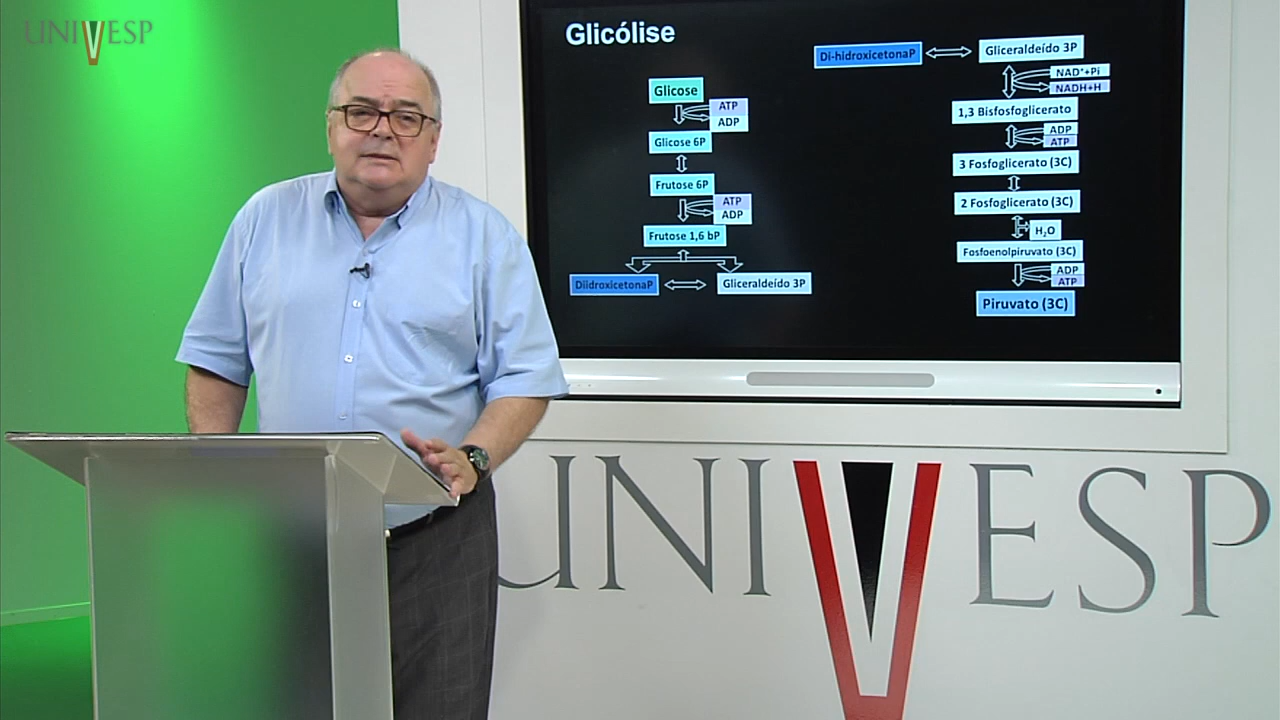 UNIVESP
Glicólise
Glicose
ATP
ADP
Glicose 6P
Frutose 6P
ATP
ADP
Frutose 1,6 bP
DiidroxicetonaP
Gliceraldeído 3P
Di-hidroxicetonaP
Gliceraldeído 3P
NAD⁺+Pi
NADH+H
1,3 Bisfosfoglicerato
ADP
ATP
3 Fosfoglicerato (3C)
2 Fosfoglicerato (3C)
H₂O
Fosfoenolpiruvato (3C)
ADP
ATP
Piruvato (3C)
UNIVESP